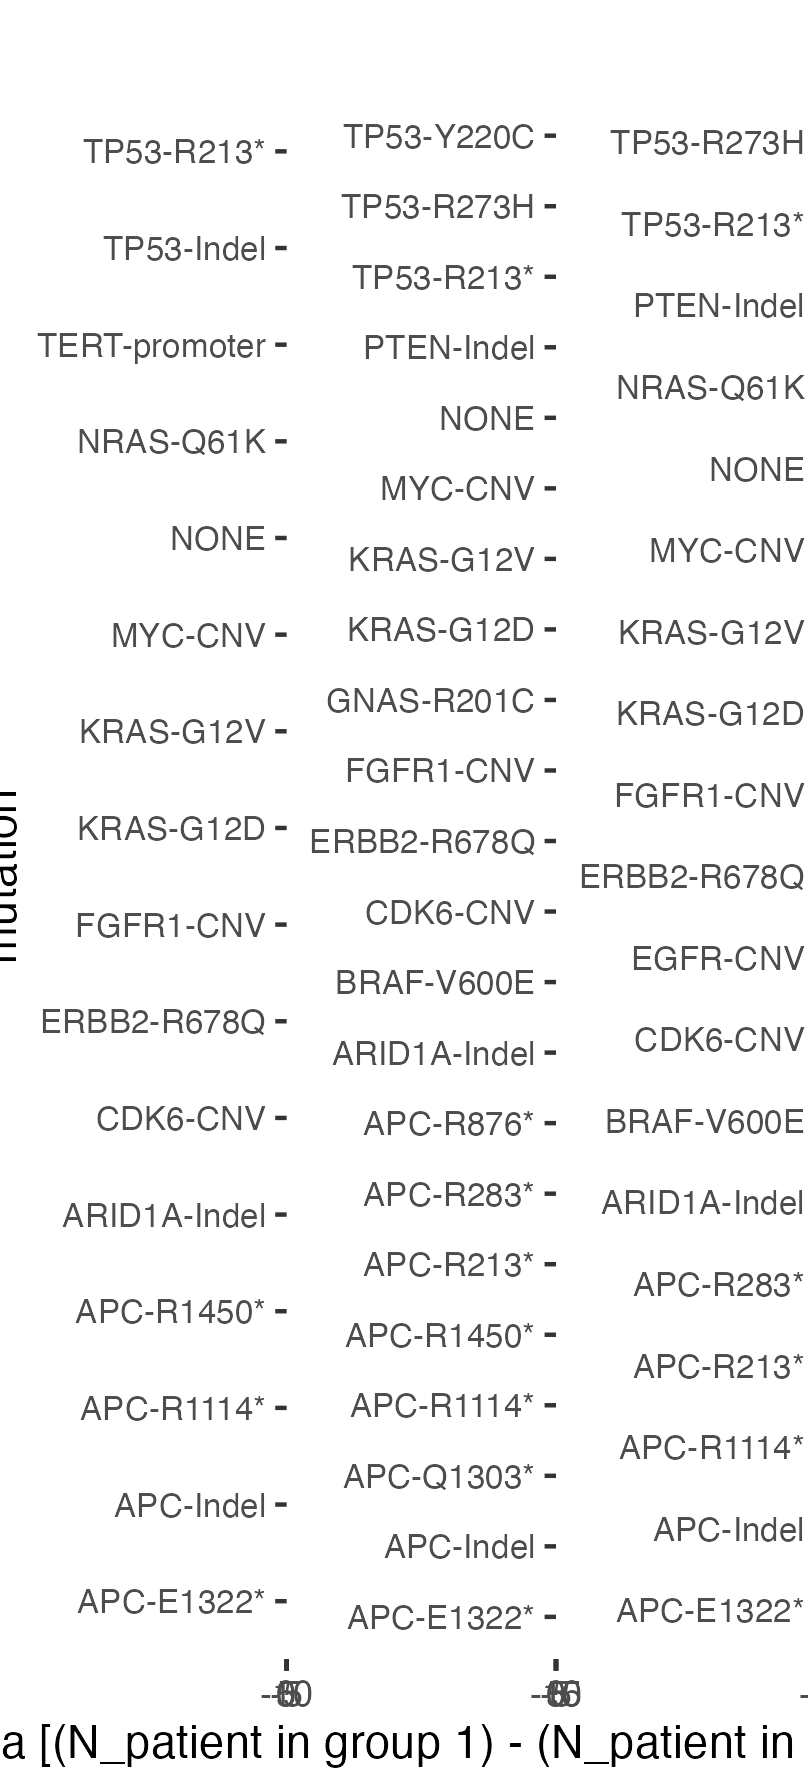 TP53-R213*
TP53-Indel
TERT-promoter
NRAS-Q61K
NONE
MYC-CNV
KRAS-G12V
KRAS-G12D
FGFR1-CNV
ERBB2-R678Q
CDK6-CNV
ARID1A-Indel
APC-R1450*
APC-R1114*
APC-Indel
APC-E1322*
TP53-Y220C
TP53-R273H
TP53-R213*
PTEN-Indel
NONE
MYC-CNV
KRAS-G12V
KRAS-G12D
GNAS-R201C
FGFR1-CNV
ERBB2-R678Q
CDK6-CNV
BRAF-V600E
ARID1A-Indel
APC-R876*
APC-R283*
APC-R213*
APC-R1450*
APC-R1114*
APC-Q1303*
APC-Indel
APC-E1322*
TP53-R273H
TP53-R213*
PTEN-Indel
NRAS-Q61K
NONE
MYC-CNV
KRAS-G12V
KRAS-G12D
FGFR1-CNV
ERBB2-R678Q
EGFR-CNV
CDK6-CNV
BRAF-V600E
ARID1A-Indel
APC-R283*
APC-R213*
APC-R1114*
APC-Indel
APC-E1322*
mutation
a [(N_patient in group 1) - (N_patient in